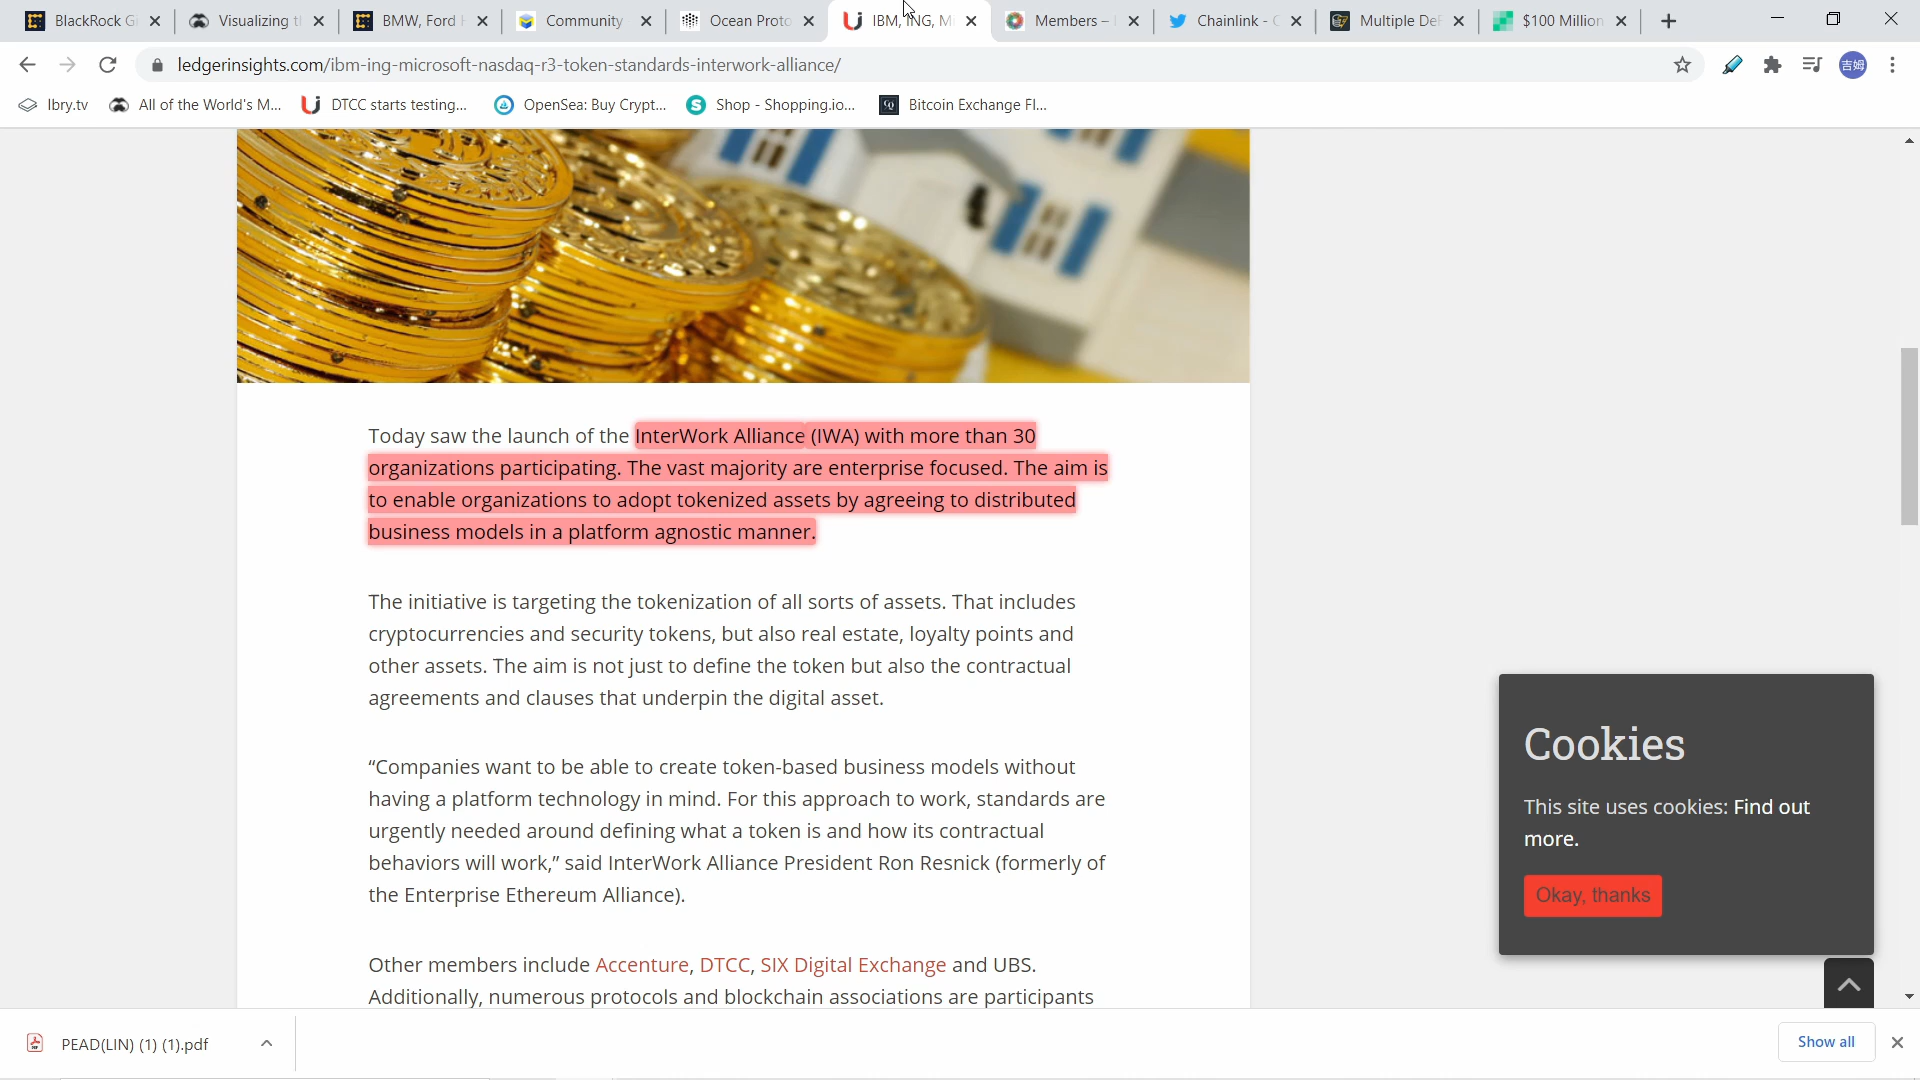 BlackRock G
Visualizing t
BMW, Ford
Community
Ocean Proto
IBM, ING, M
Members –
Chainlink -
Multiple De
$100 Million
ledgerinsights.com/ibm-ing-microsoft-nasdaq-r3-token-standards-interwork-alliance/
吉姆
lbry.tv
All of the World's M...
DTCC starts testing...
OpenSea: Buy Crypt...
Shop - Shopping.io...
Bitcoin Exchange Fl...
Today saw the launch of the InterWork Alliance (IWA) with more than 30
organizations participating. The vast majority are enterprise focused. The aim is
to enable organizations to adopt tokenized assets by agreeing to distributed
business models in a platform agnostic manner.
The initiative is targeting the tokenization of all sorts of assets. That includes
cryptocurrencies and security tokens, but also real estate, loyalty points and
other assets. The aim is not just to define the token but also the contractual
agreements and clauses that underpin the digital asset.
“Companies want to be able to create token-based business models without
having a platform technology in mind. For this approach to work, standards are
urgently needed around defining what a token is and how its contractual
behaviors will work,” said InterWork Alliance President Ron Resnick (formerly of
the Enterprise Ethereum Alliance).
Other members include Accenture, DTCC, SIX Digital Exchange and UBS.
Additionally, numerous protocols and blockchain associations are participants
Cookies
This site uses cookies: Find out
more.
Okay, thanks
PEAD(LIN) (1) (1).pdf
Show all